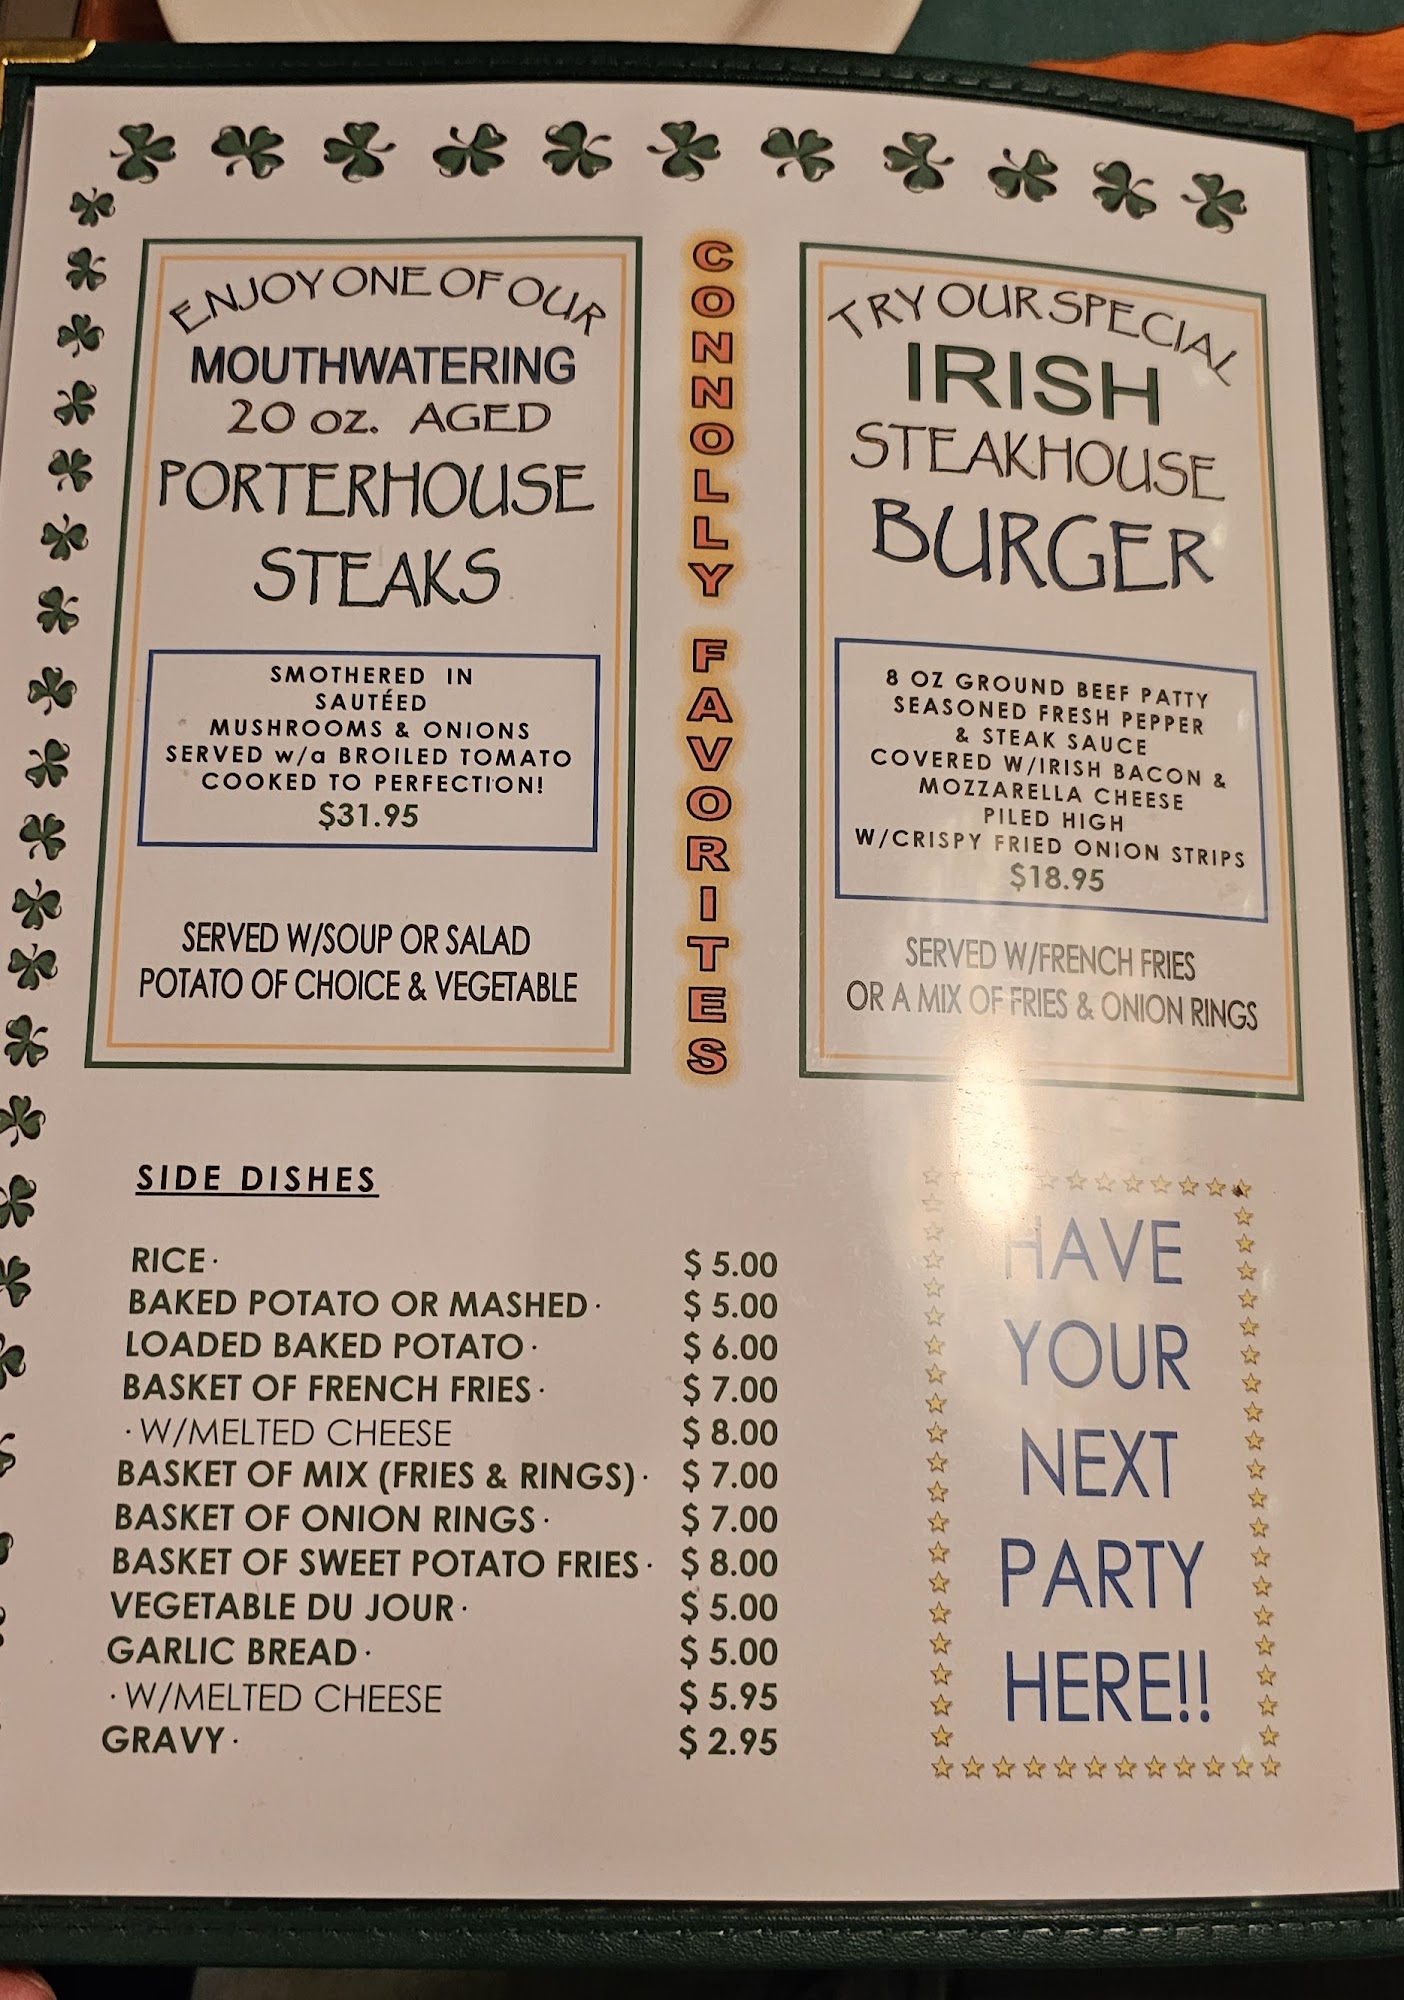 ENJOY ONE OF OUR
MOUTHWATERING
20 oz. AGED
PORTERHOUSE
STEAKS
SMOTHERED IN
SAUTÉED
MUSHROOMS & ONIONS
SERVED w/a BROILED TOMATO
COOKED TO PERFECTION!
$31.95
SERVED W/SOUP OR SALAD
POTATO OF CHOICE & VEGETABLE
CONNOLLY FAVORITES
TRY OUR SPECIAL
IRISH
STEAKHOUSE
BURGER
8 OZ GROUND BEEF PATTY
SEASONED FRESH PEPPER
& STEAK SAUCE
COVERED W/IRISH BACON &
MOZZARELLA CHEESE
PILED HIGH
W/CRISPY FRIED ONION STRIPS
$18.95
SERVED W/FRENCH FRIES
OR A MIX OF FRIES & ONION RINGS
SIDE DISHES
RICE· $ 5.00
BAKED POTATO OR MASHED· $ 5.00
LOADED BAKED POTATO· $ 6.00
BASKET OF FRENCH FRIES· $ 7.00
·W/MELTED CHEESE $ 8.00
BASKET OF MIX (FRIES & RINGS)· $ 7.00
BASKET OF ONION RINGS· $ 7.00
BASKET OF SWEET POTATO FRIES· $ 8.00
VEGETABLE DU JOUR· $ 5.00
GARLIC BREAD· $ 5.00
·W/MELTED CHEESE $ 5.95
GRAVY· $ 2.95
HAVE
YOUR
NEXT
PARTY
HERE!!